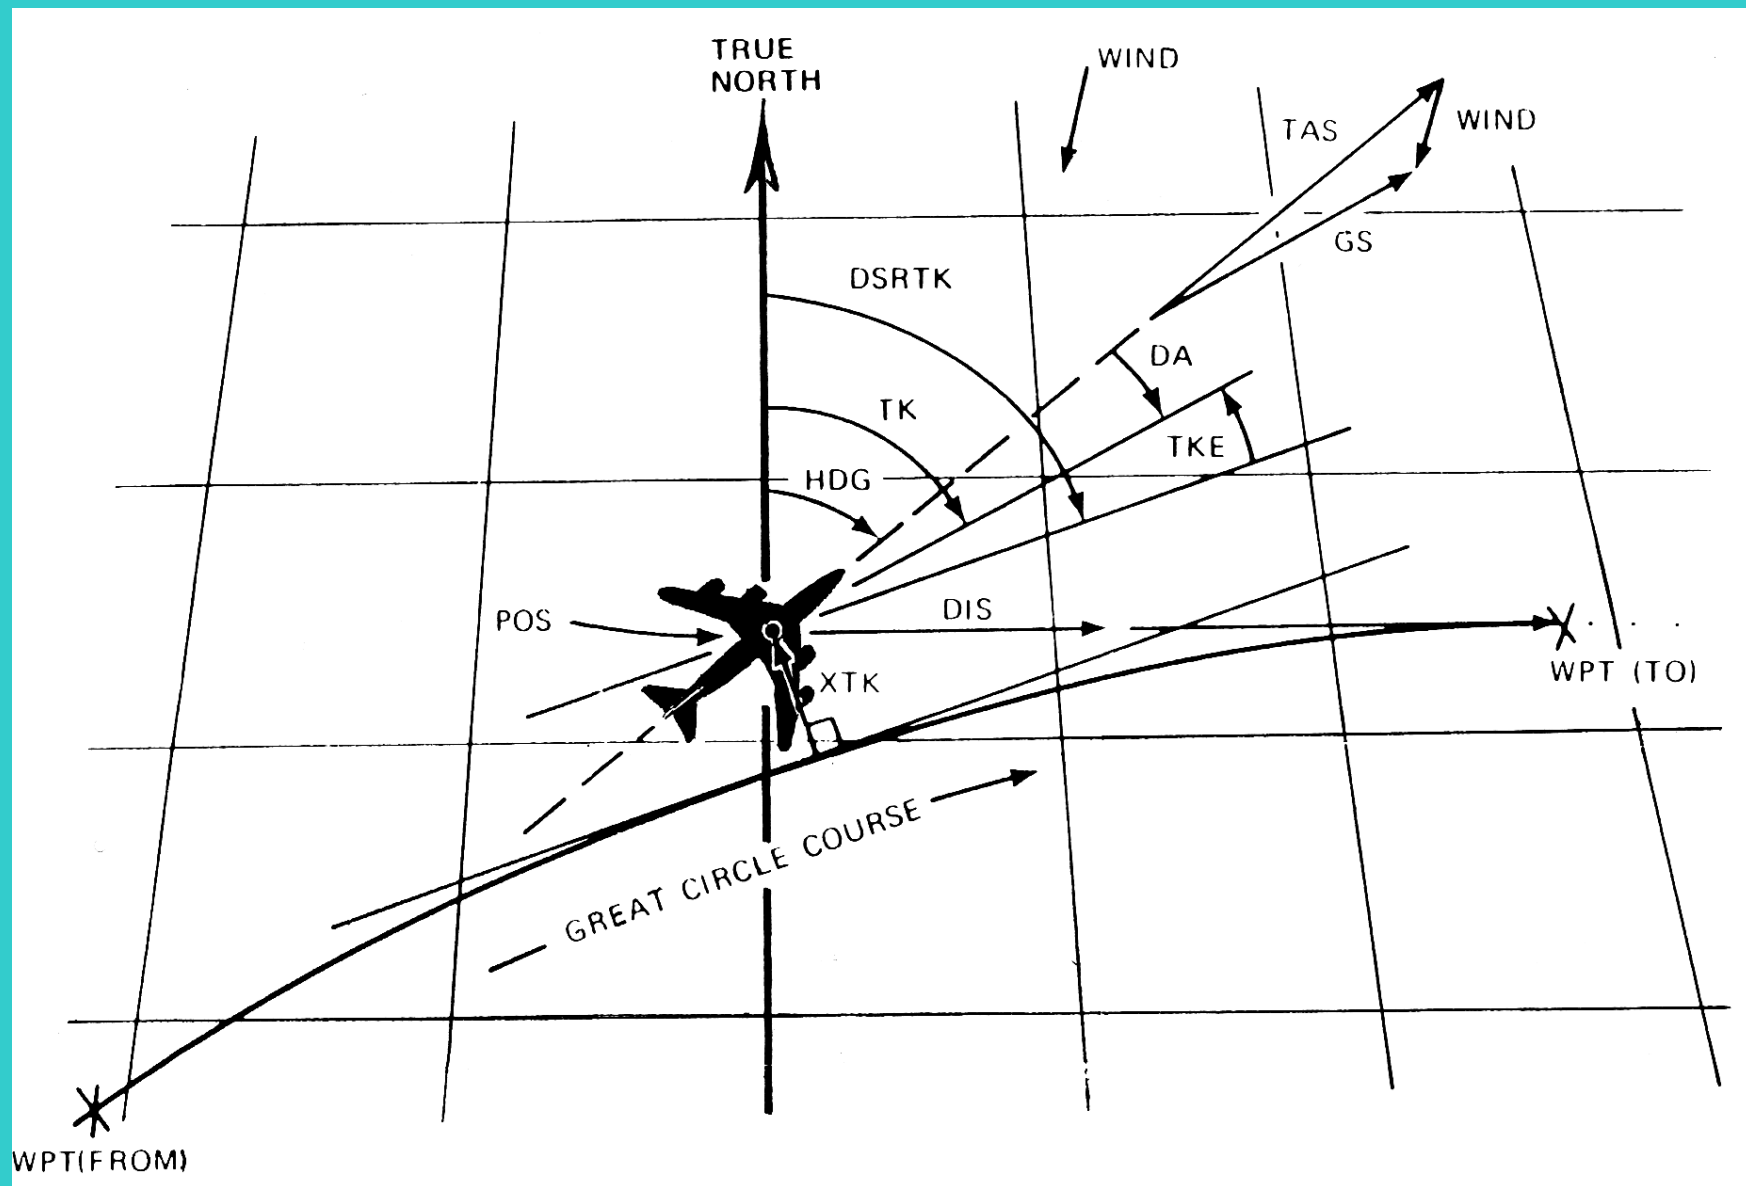 TRUE
NORTH
WIND
TAS
WIND
GS
DSRTK
DA
TK
TKE
HDG
POS
DIS
XTK
WPT (TO)
GREAT CIRCLE COURSE
WPT(FROM)